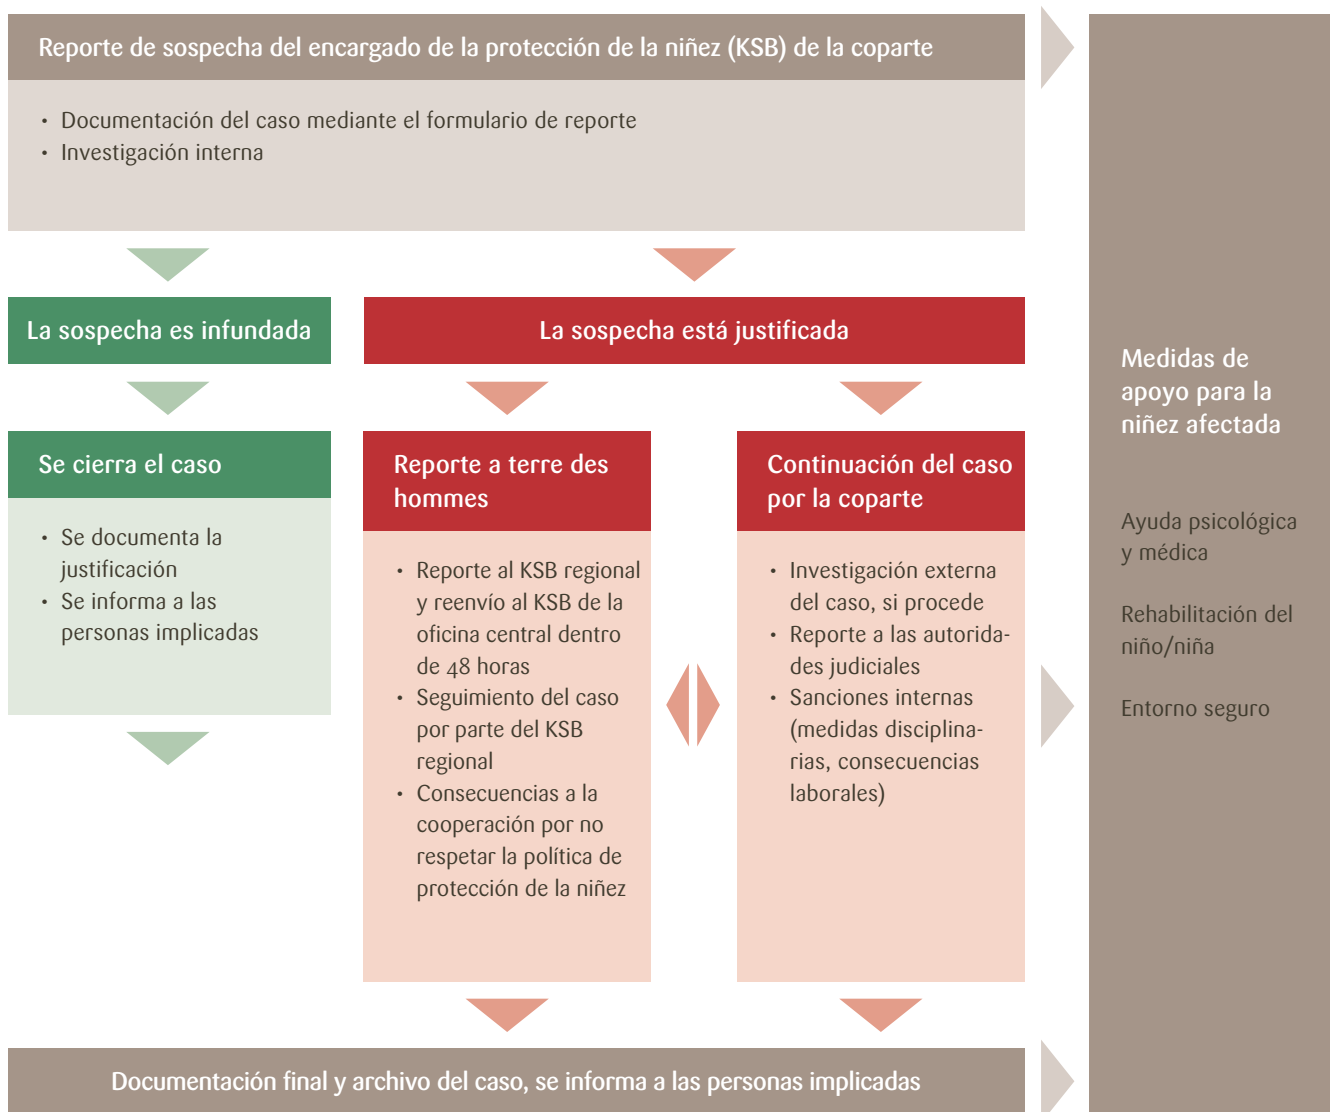 Reporte de sospecha del encargado de la protección de la niñez (KSB) de la coparte
• Documentación del caso mediante el formulario de reporte
• Investigación interna
La sospecha es infundada
La sospecha está justificada
Se cierra el caso
• Se documenta la
justificación
• Se informa a las
personas implicadas
Reporte a terre des
hommes
• Reporte al KSB regional
y reenvío al KSB de la
oficina central dentro
de 48 horas
• Seguimiento del caso
por parte del KSB
regional
• Consecuencias a la
cooperación por no
respetar la política de
protección de la niñez
Continuación del caso
por la coparte
• Investigación externa
del caso, si procede
• Reporte a las autorida-
des judiciales
• Sanciones internas
(medidas disciplina-
rias, consecuencias
laborales)
Documentación final y archivo del caso, se informa a las personas implicadas
Medidas de
apoyo para la
niñez afectada
Ayuda psicológica
y médica
Rehabilitación del
niño/niña
Entorno seguro